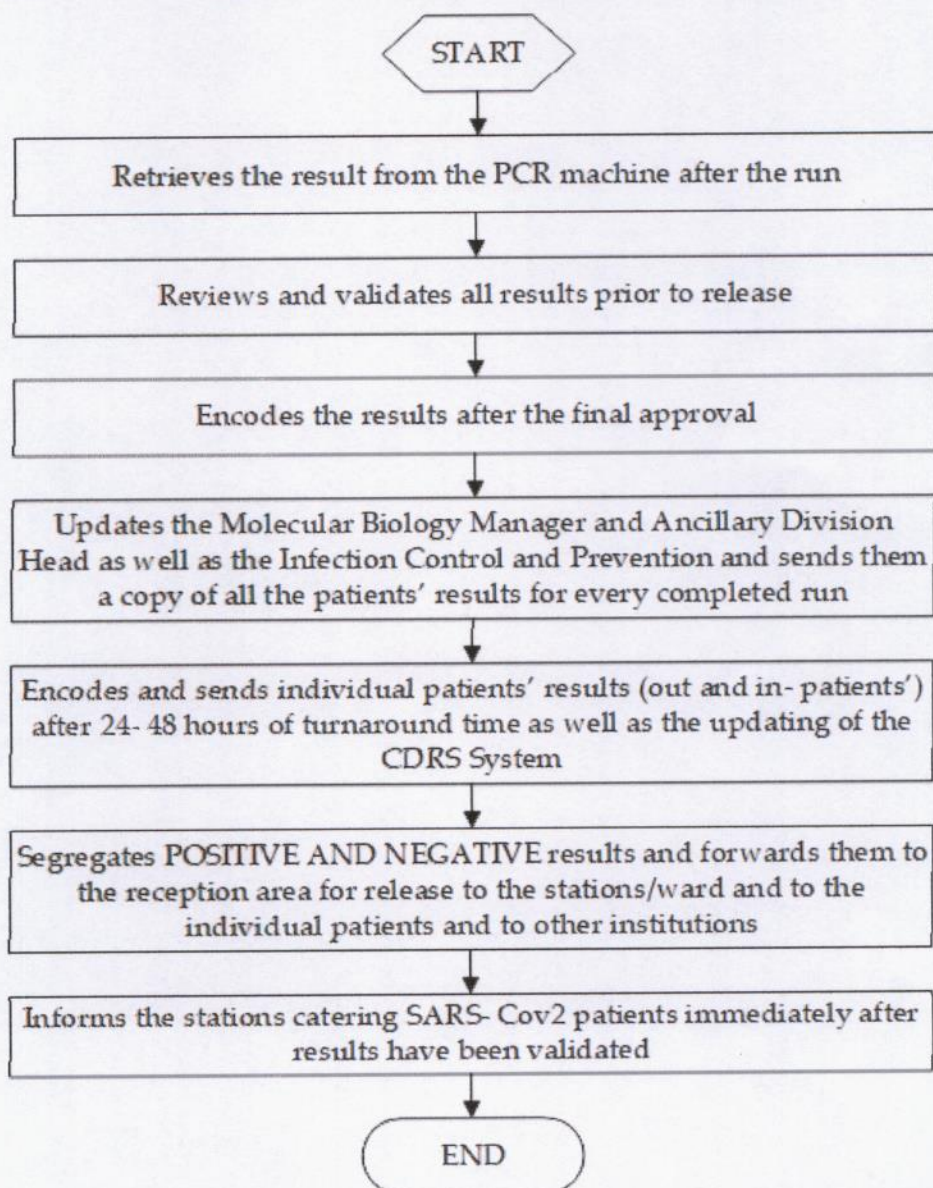 START
Retrieves the result from the PCR machine after the run
Reviews and validates all results prior to release
Encodes the results after the final approval
Updates the Molecular Biology Manager and Ancillary Division
Head as well as the Infection Control and Prevention and sends them
a copy of all the patients' results for every completed run
Encodes and sends individual patients' results (out and in- patients')
after 24- 48 hours of turnaround time as well as the updating of the
CDRS System
Segregates POSITIVE AND NEGATIVE results and forwards them to
the reception area for release to the stations/ward and to the
individual patients and to other institutions
Informs the stations catering SARS- Cov2 patients immediately after
results have been validated
END